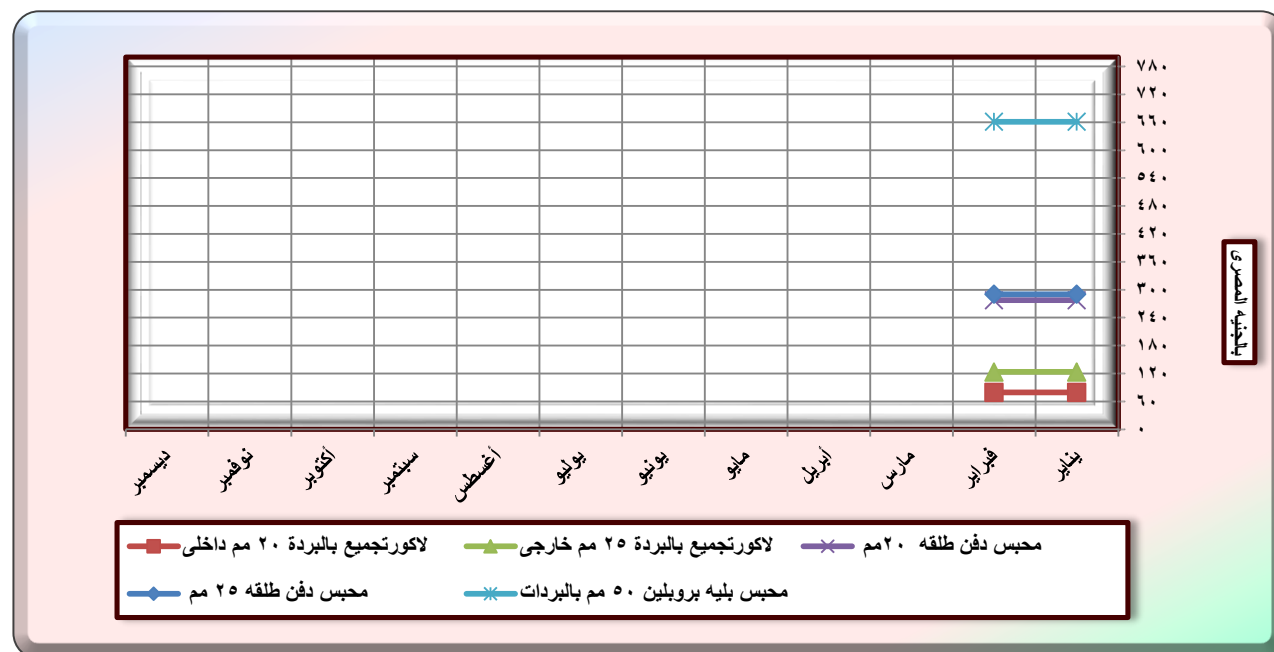 ٧٨٠
٧٢٠
٦٦٠
٦٠٠
٥٤٠
٤٨٠
٤٢٠
٣٦٠
٣٠٠
٢٤٠
١٨٠
١٢٠
٦٠
٠
بالجنيه المصرى
يناير
فبراير
مارس
أبريل
مايو
يونيو
يوليو
أغسطس
سبتمبر
أكتوبر
نوفمبر
ديسمبر
لاكورتجميع بالبردة ٢٠ مم داخلى
لاكورتجميع بالبردة ٢٥ مم خارجى
محبس دفن طلقه ٢٠مم
محبس دفن طلقه ٢٥ مم
محبس بليه بروبلين ٥٠ مم بالبردات